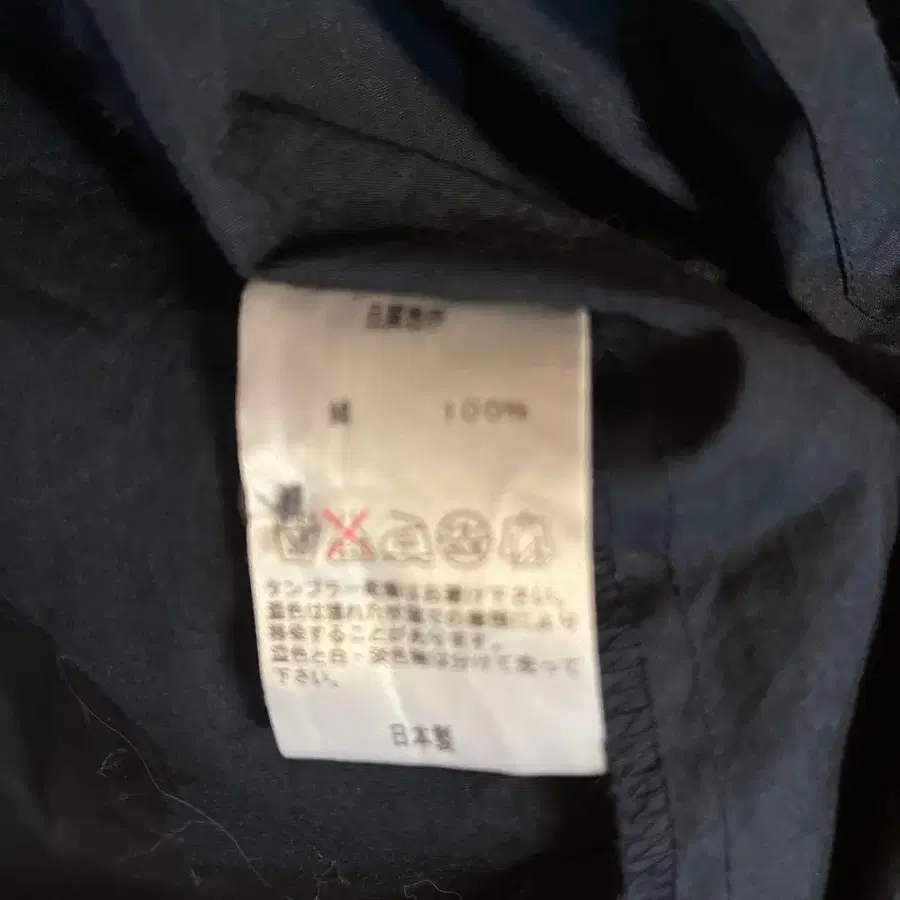 品質表示
綿 100%
タンブラー乾燥はお避け下さい。
濃色は濡れた状態での摩擦により
移染することがあります。
濃色と白・淡色物は分けて洗って
下さい。
日本製